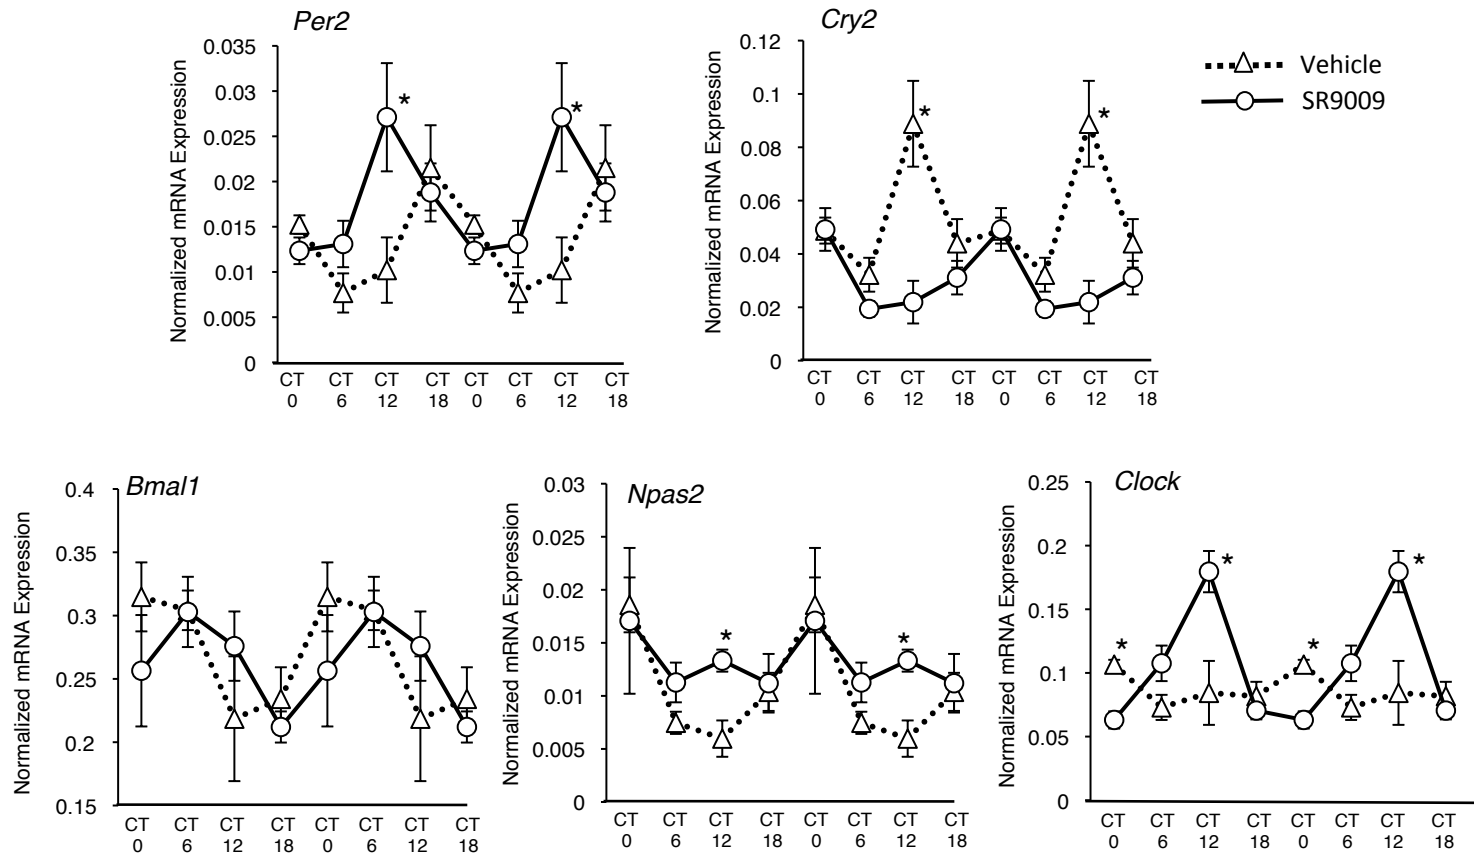 Per2
Normalized mRNA Expression
0.035
0.03
0.025
0.02
0.015
0.01
0.005
0
*
*
CT CT CT CT CT CT CT CT
0 6 12 18 0 6 12 18
Cry2
Normalized mRNA Expression
0.12
0.1
0.08
0.06
0.04
0.02
0
*
*
CT CT CT CT CT CT CT CT
0 6 12 18 0 6 12 18
Vehicle
SR9009
Bmal1
Normalized mRNA Expression
0.4
0.35
0.3
0.25
0.2
0.15
CT CT CT CT CT CT CT CT
0 6 12 18 0 6 12 18
Npas2
Normalized mRNA Expression
0.03
0.025
0.02
0.015
0.01
0.005
0
*
*
CT CT CT CT CT CT CT CT
0 6 12 18 0 6 12 18
Clock
Normalized mRNA Expression
0.25
0.2
0.15
0.1
0.05
0
*
*
*
*
CT CT CT CT CT CT CT CT
0 6 12 18 0 6 12 18